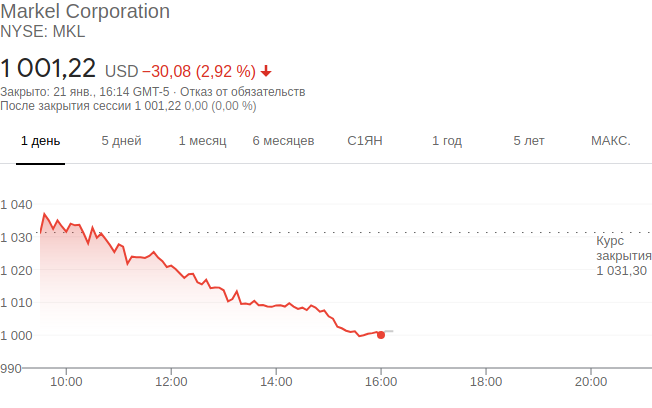 Markel Corporation
NYSE: MKL
1 001,22 USD −30,08 (2,92 %)
Закрыто: 21 янв., 16:14 GMT-5 · Отказ от обязательств
После закрытия сессии 1 001,22 0,00 (0,00 %)
1 день 5 дней 1 месяц 6 месяцев С1ЯН 1 год 5 лет МАКС.
1 040
1 030
1 020
1 010
1 000
990
Курс
закрытия
1 031,30
10:00 12:00 14:00 16:00 18:00 20:00